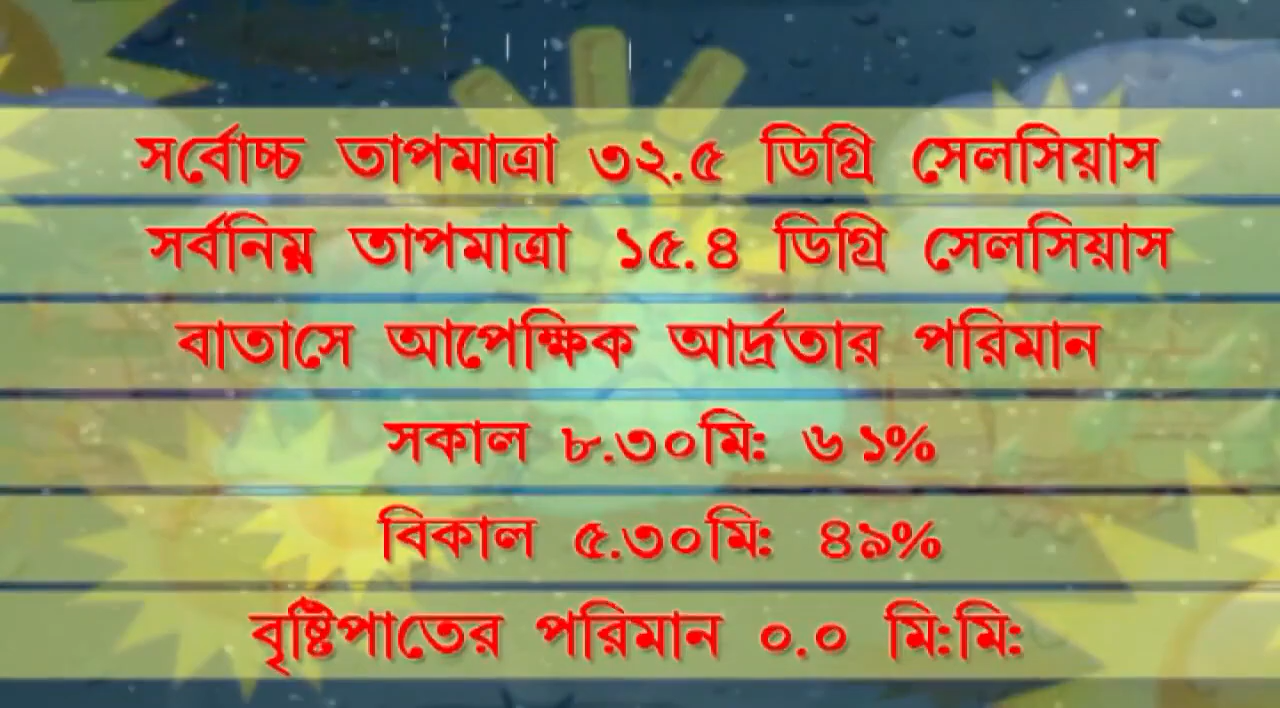 সর্বোচ্চ তাপমাত্রা ৩২.৫ ডিগ্রি সেলসিয়াস
সর্বনিম্ন তাপমাত্রা ১৫.৪ ডিগ্রি সেলসিয়াস
বাতাসে আপেক্ষিক আর্দ্রতার পরিমান
সকাল ৮.৩০মি: ৬১%
বিকাল ৫.৩০মি: ৪৯%
বৃষ্টিপাতের পরিমান ০.০ মি:মি: